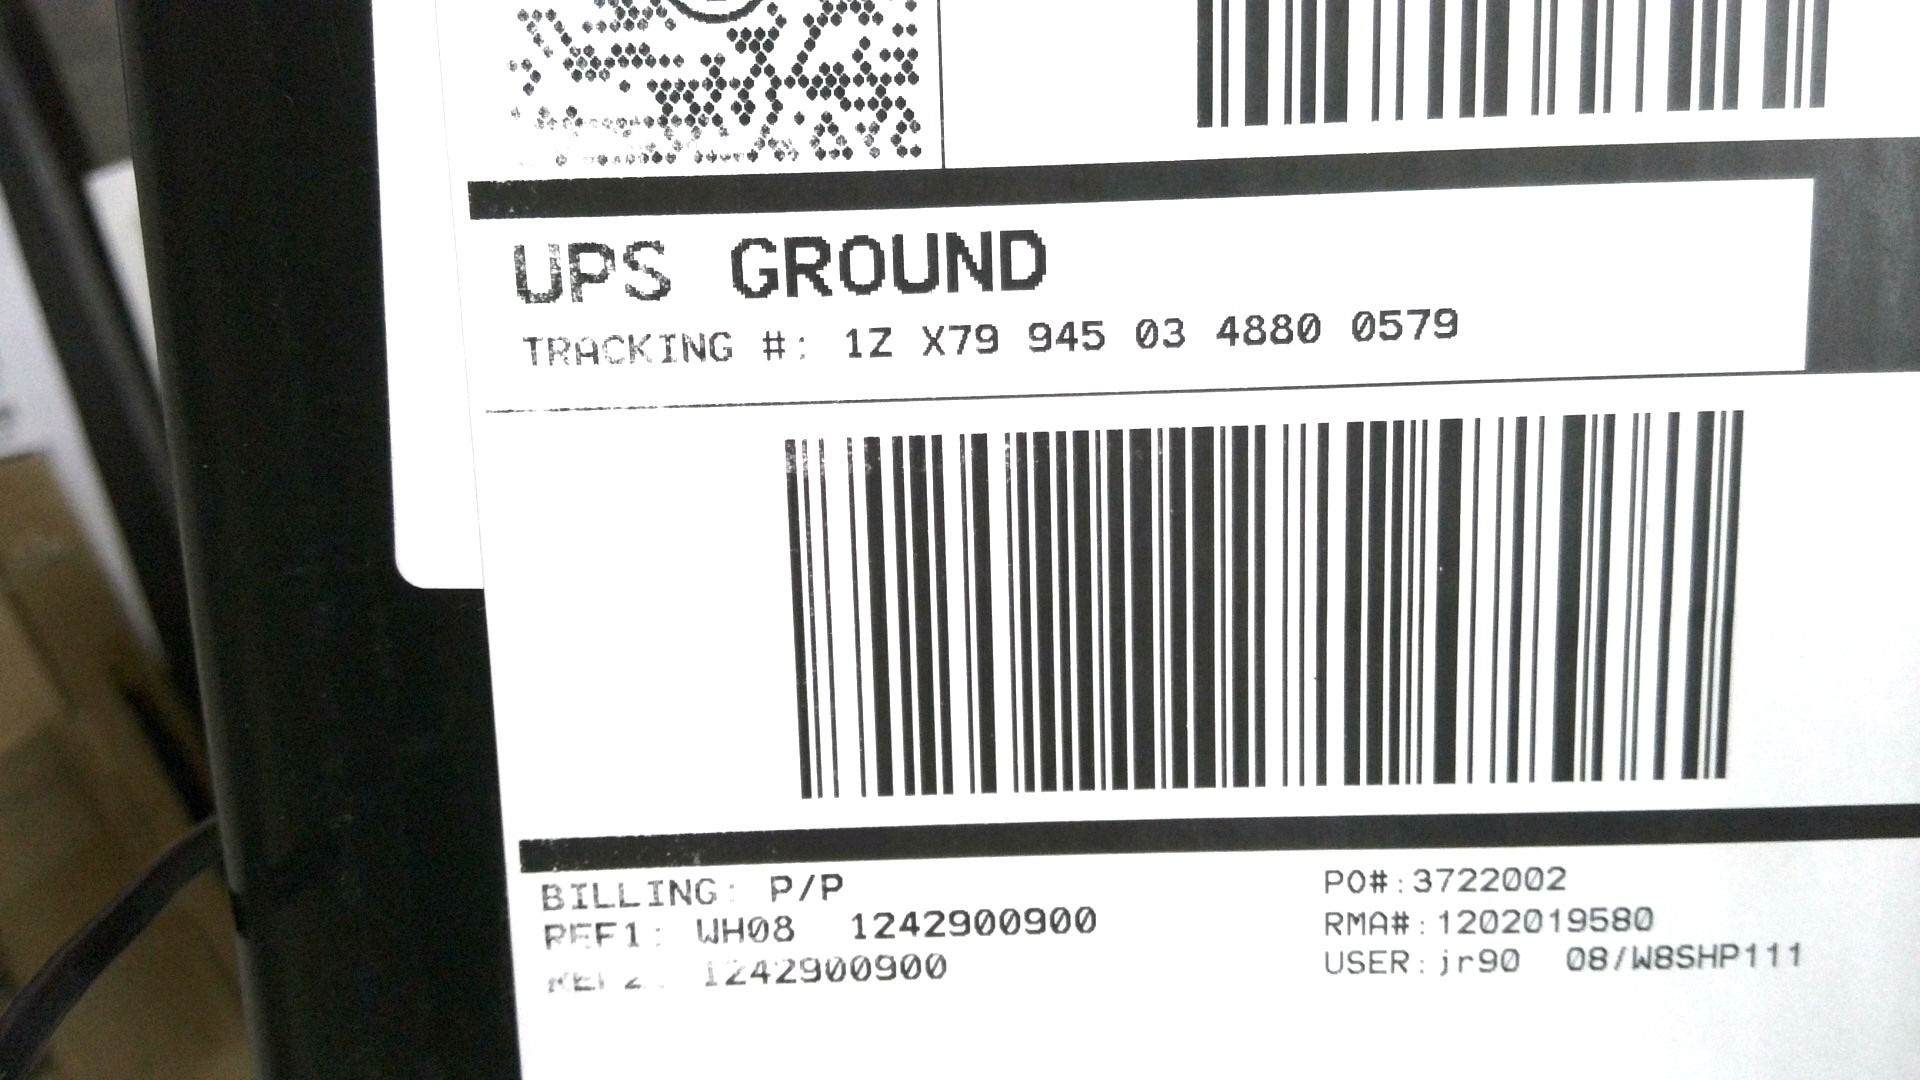 UPS GROUND
TRACKING #: 1Z X79 945 03 4880 0579
BILLING: P/P
REF1: WH08 1242900900
REF2: 1242900900
PO#:3722002
RMA#:1202019580
USER:jr90 08/W8SHP111